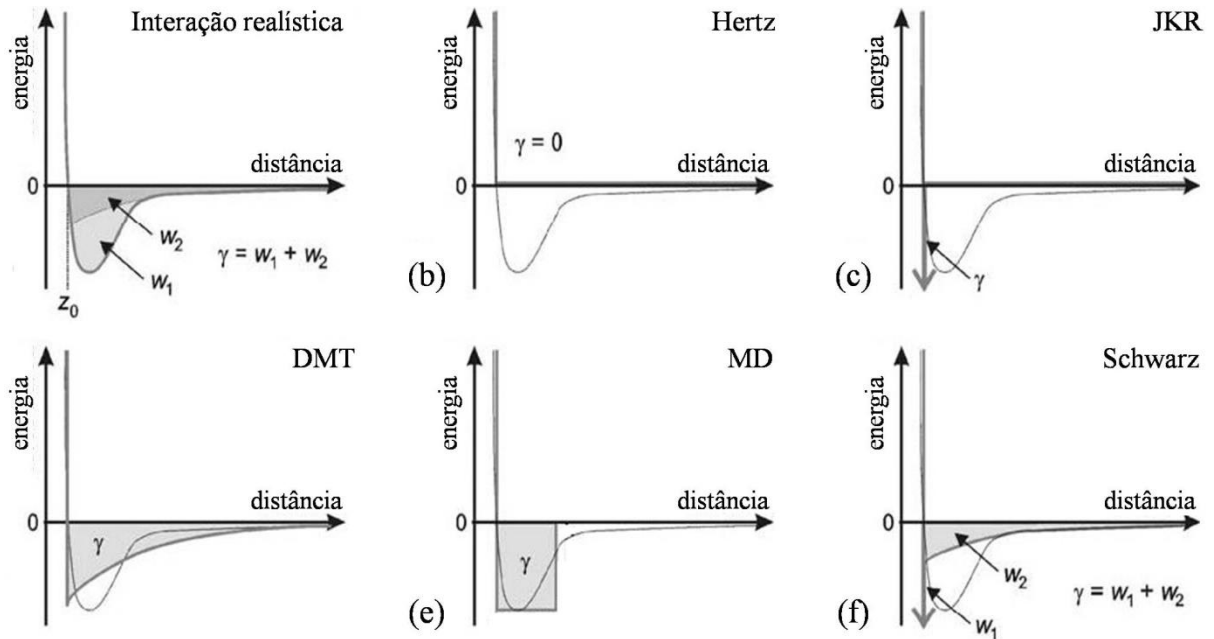 Interação realística
energia
distância
0
w₂
w₁
γ = w₁ + w₂
z₀
Hertz
energia
γ = 0
distância
0
(b)
JKR
energia
distância
0
γ
(c)
DMT
energia
distância
0
γ
MD
energia
distância
0
γ
(e)
Schwarz
energia
distância
0
w₂
w₁
γ = w₁ + w₂
(f)